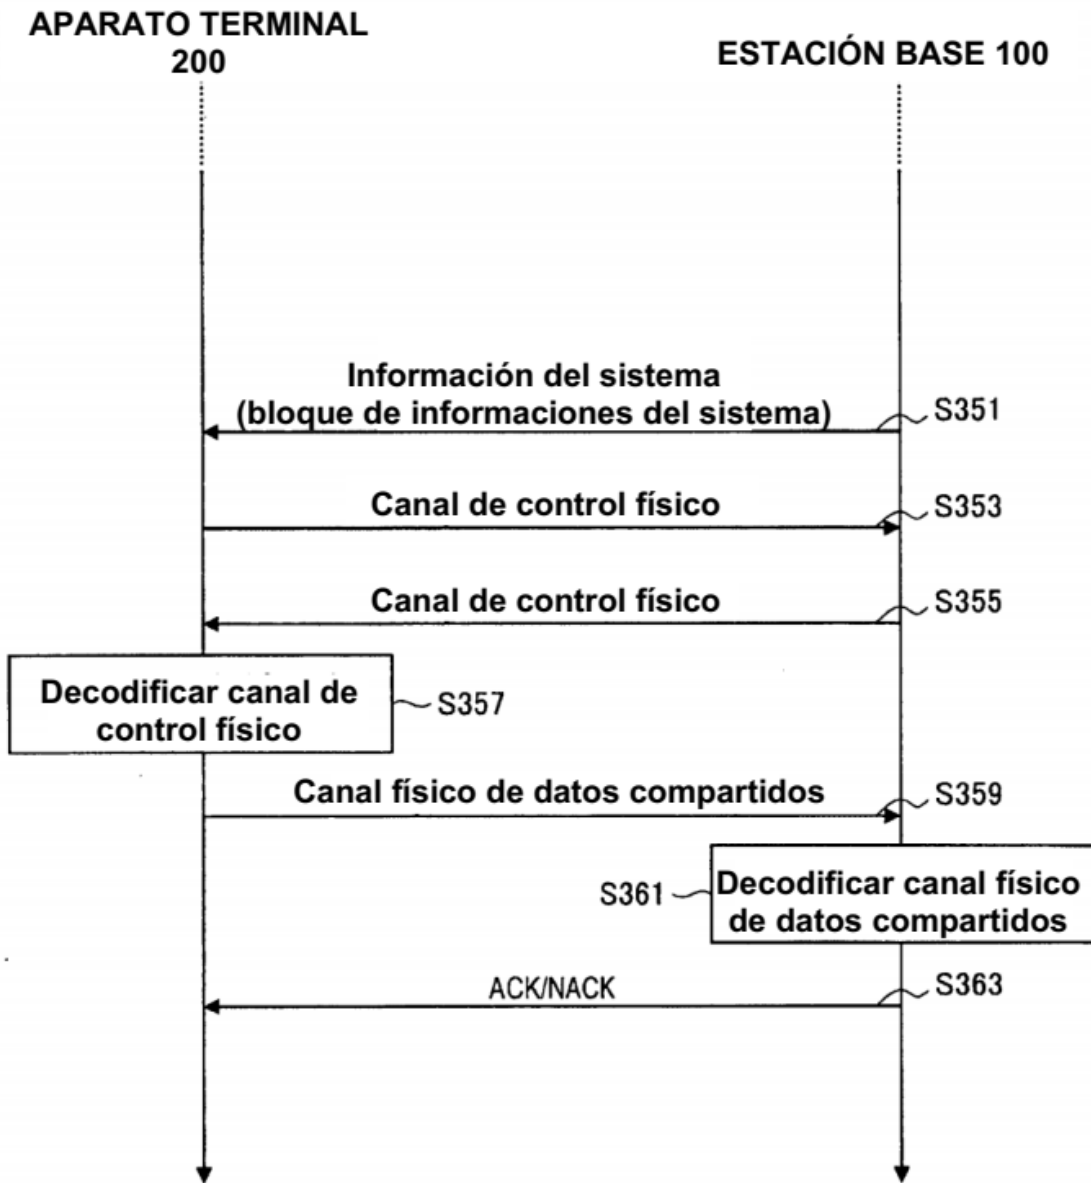 APARATO TERMINAL
200
ESTACIÓN BASE 100
Información del sistema
(bloque de informaciones del sistema)
S351
Canal de control físico
S353
Canal de control físico
S355
Decodificar canal de
control físico
S357
Canal físico de datos compartidos
S359
S361
Decodificar canal físico
de datos compartidos
ACK/NACK
S363